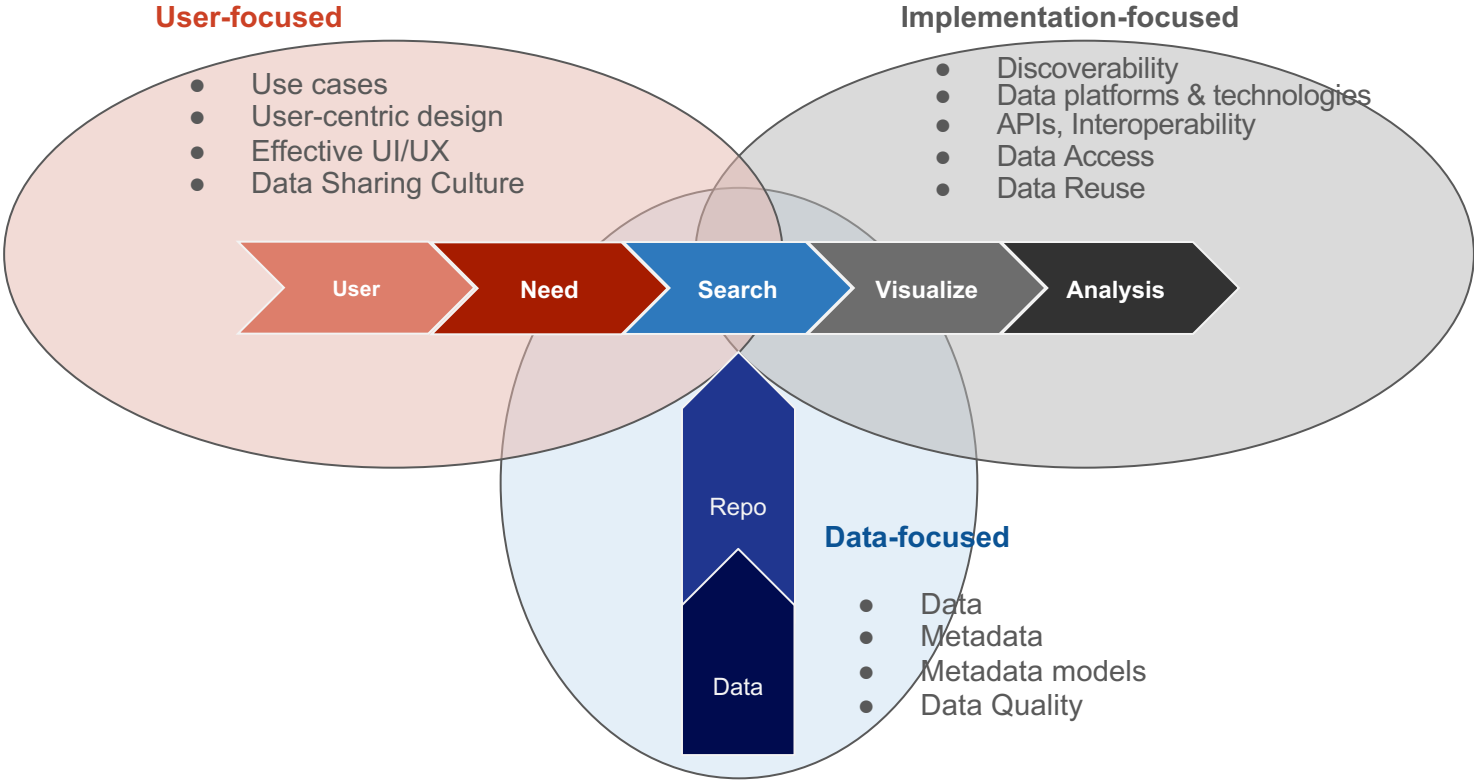 User-focused
● Use cases
● User-centric design
● Effective UI/UX
● Data Sharing Culture
Implementation-focused
● Discoverability
● Data platforms & technologies
● APIs, Interoperability
● Data Access
● Data Reuse
User
Need
Search
Visualize
Analysis
Repo
Data
Data-focused
● Data
● Metadata
● Metadata models
● Data Quality